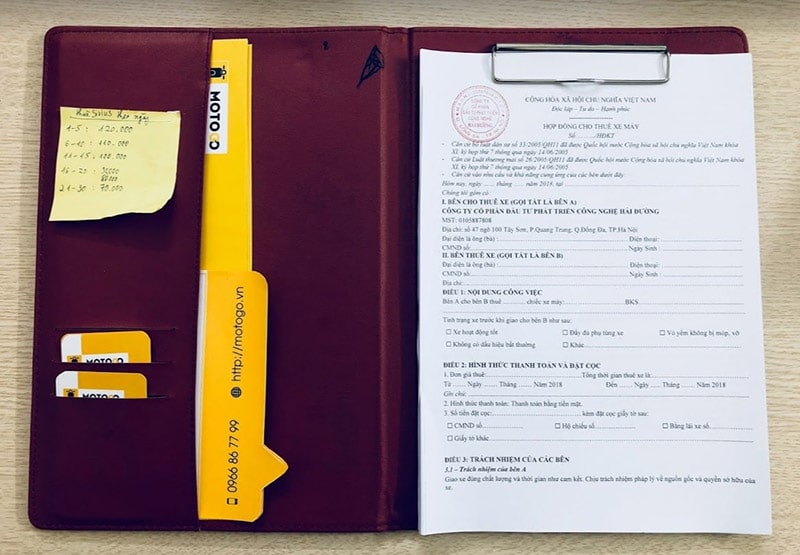 Thuê Sirius theo ngày
1-5 : 120.000
6-10 : 110.000
11-15 : 100.000
16-20 : 90000
80.000
21-30 : 70.000
MOTOGO
MOTOGO
MOTOGO
http://motogo.vn
0966 86 77 99
CỘNG HÒA XÃ HỘI CHỦ NGHĨA VIỆT NAM
Độc lập – Tự do – Hạnh phúc
HỢP ĐỒNG CHO THUÊ XE MÁY
Số ......../HĐKT
- Căn cứ bộ luật dân sự số 33/2005 QH11 đã được Quốc hội nước Cộng hòa xã hội chủ nghĩa Việt Nam khóa
XI, kỳ họp thứ 7 thông qua ngày 14/06/2005
- Căn cứ Luật thương mại số 26/2005 QH11 đã được Quốc hội nước Cộng hòa xã hội chủ nghĩa Việt Nam khóa
XI kỳ họp thứ 7 thông qua ngày 14/06/2005
- Căn cứ vào nhu cầu và khả năng cung ứng của các bên dưới đây:
Hôm nay, ngày ...... tháng ...... năm 2018, tại ..............................
Chúng tôi gồm có:
I. BÊN CHO THUÊ XE (GỌI TẮT LÀ BÊN A)
CÔNG TY CỔ PHẦN ĐẦU TƯ PHÁT TRIỂN CÔNG NGHỆ HẢI ĐƯỜNG
MST: 0105887808
Địa chỉ: số 47 ngõ 100 Tây Sơn, P.Quang Trung, Q.Đống Đa, TP.Hà Nội
Đại diện là ông (bà): .............................. Điện thoại: ....................
CMND số: .............................. Ngày Sinh : ....................
II. BÊN THUÊ XE (GỌI TẮT LÀ BÊN B)
Đại diện là ông (bà): .............................. Điện thoại: ....................
CMND số: .............................. Ngày Sinh : ....................
Địa chỉ: ..............................
ĐIỀU 1: NỘI DUNG CÔNG VIỆC
Bên A cho bên B thuê .......... chiếc xe máy: .................... BKS ....................
Tình trạng xe trước khi giao cho bên B như sau:
☐ Xe hoạt động tốt ☐ Đầy đủ phụ tùng xe ☐ Vỏ yếm không bị móp, vỡ
☐ Không có dấu hiệu bất thường ☐ Khác ..............................
ĐIỀU 2: HÌNH THỨC THANH TOÁN VÀ ĐẶT CỌC
1. Đơn giá thuê: .................... Tổng thời gian thuê xe là: ....................
Từ ...... Ngày ...... Tháng ...... Năm 2018 Đến ...... Ngày ...... Tháng ...... Năm 2018
Ghi chú: ..............................
2. Hình thức thanh toán: Thanh toán bằng tiền mặt.
3. Số tiền đặt cọc: .................... kèm đặt cọc giấy tờ sau:
☐ CMND số .................... ☐ Hộ chiếu số .................... ☐ Bằng lái xe số ....................
☐ Giấy tờ khác ..............................
ĐIỀU 3: TRÁCH NHIỆM CỦA CÁC BÊN
3.1 – Trách nhiệm của bên A
Giao xe đúng chất lượng và thời gian như cam kết. Chịu trách nhiệm pháp lý về nguồn gốc và quyền sở hữu của
xe.